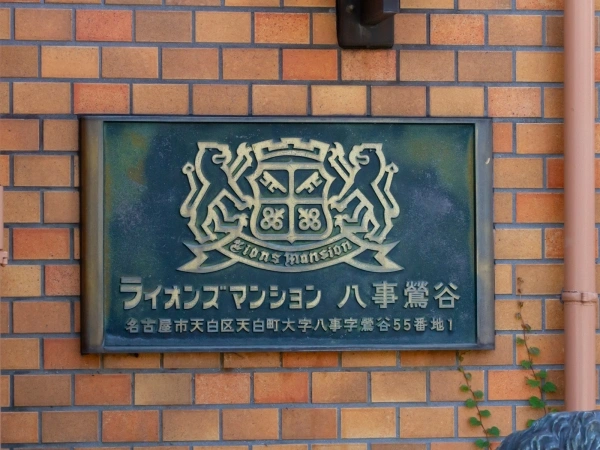 Lions Mansion
ライオンズマンション 八事鶯谷
名古屋市天白区天白町大字八事字鶯谷55番地1